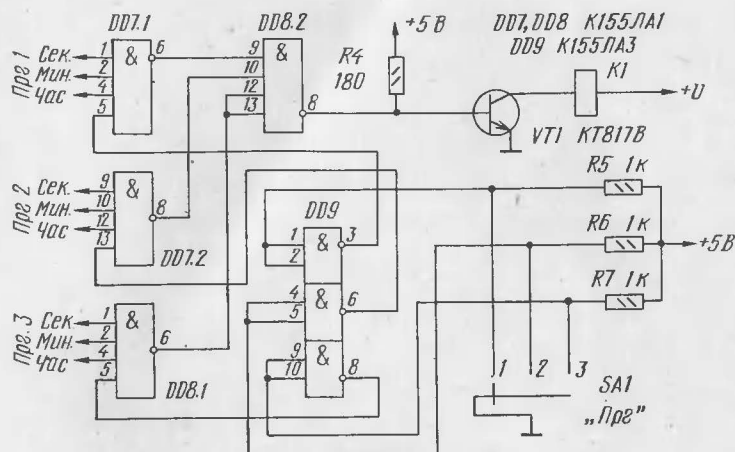 DD7.1
DD8.2
DD7, DD8 К155ЛА1
DD9 К155ЛА3
+5 В
R4
180
К1
+U
VT1 КТ817В
Прг 1
Сек.
Мин.
Час
1
2
4
5
&
6
9
10
12
13
&
8
Прг 2
Сек.
Мин.
Час
9
10
12
13
&
8
DD7.2
DD9
1
2
&
3
4
5
&
6
9
10
&
8
R5 1к
R6 1к
R7 1к
+5В
Прг. 3
Сек.
Мин.
Час
1
2
4
5
&
6
DD8.1
1
2
3
SA1
„Прг"